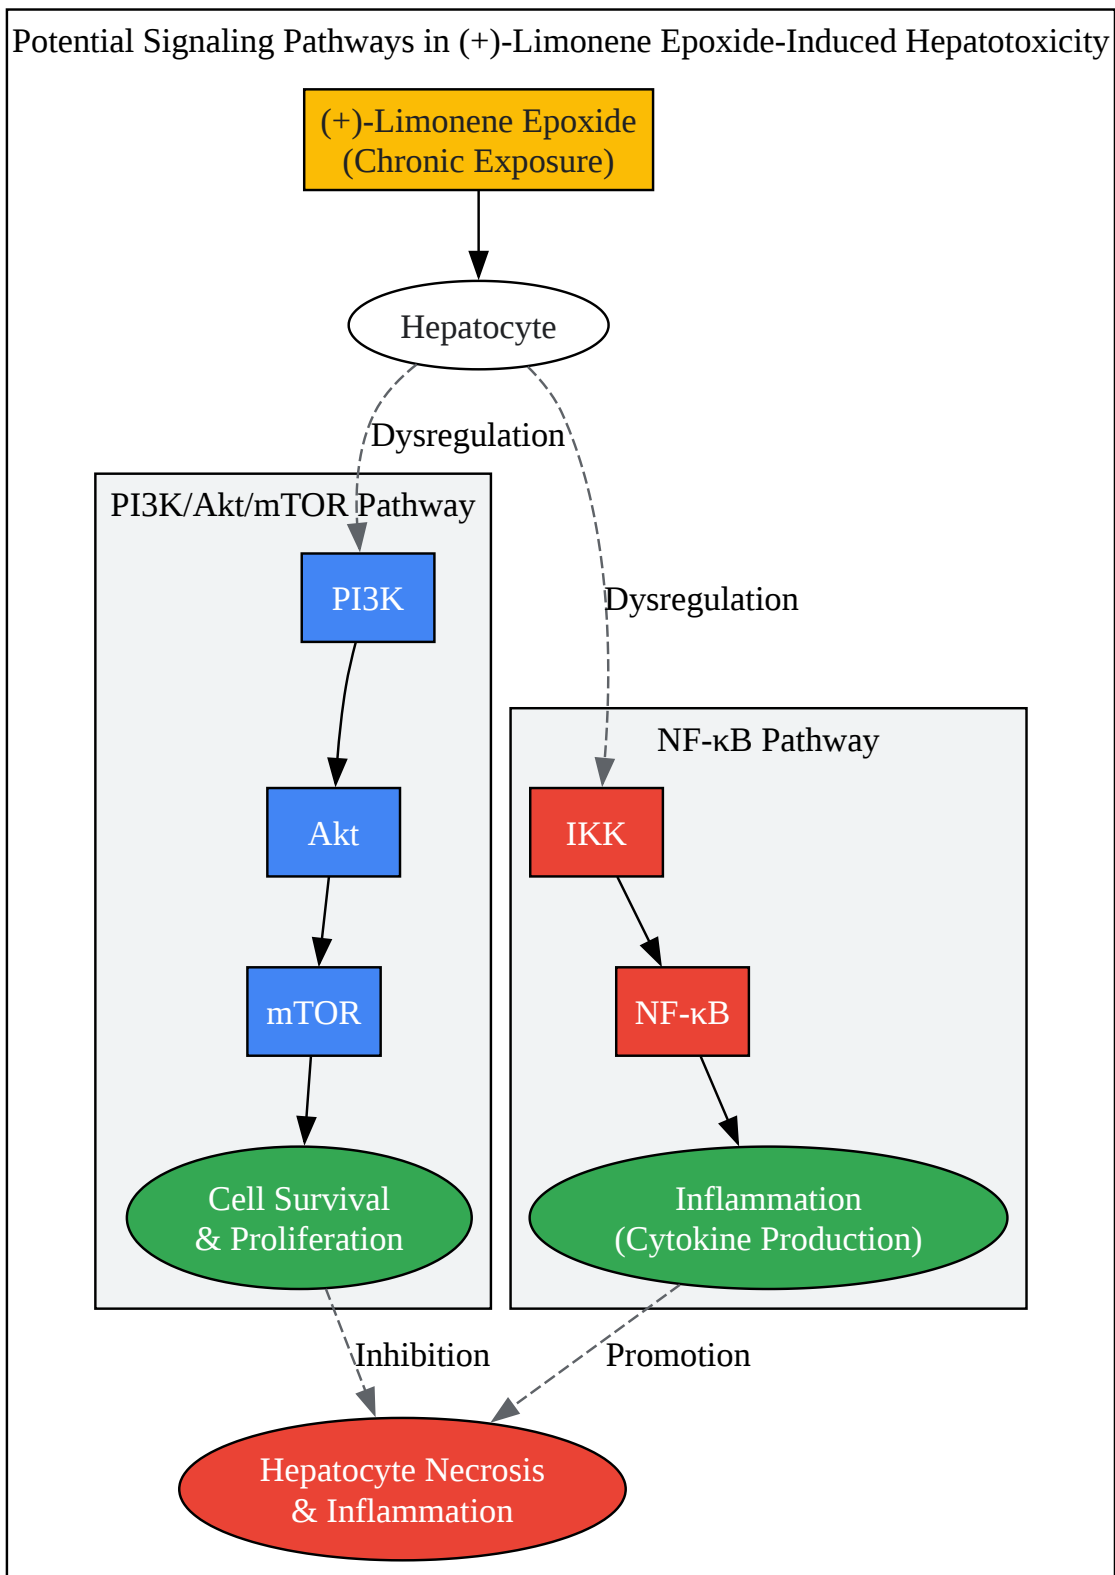 Potential Signaling Pathways in (+)-Limonene Epoxide-Induced Hepatotoxicity
(+)-Limonene Epoxide
(Chronic Exposure)
Hepatocyte
Dysregulation
PI3K/Akt/mTOR Pathway
PI3K
Dysregulation
NF-κB Pathway
Akt
IKK
mTOR
NF-κB
Cell Survival
& Proliferation
Inflammation
(Cytokine Production)
Inhibition
Promotion
Hepatocyte Necrosis
& Inflammation